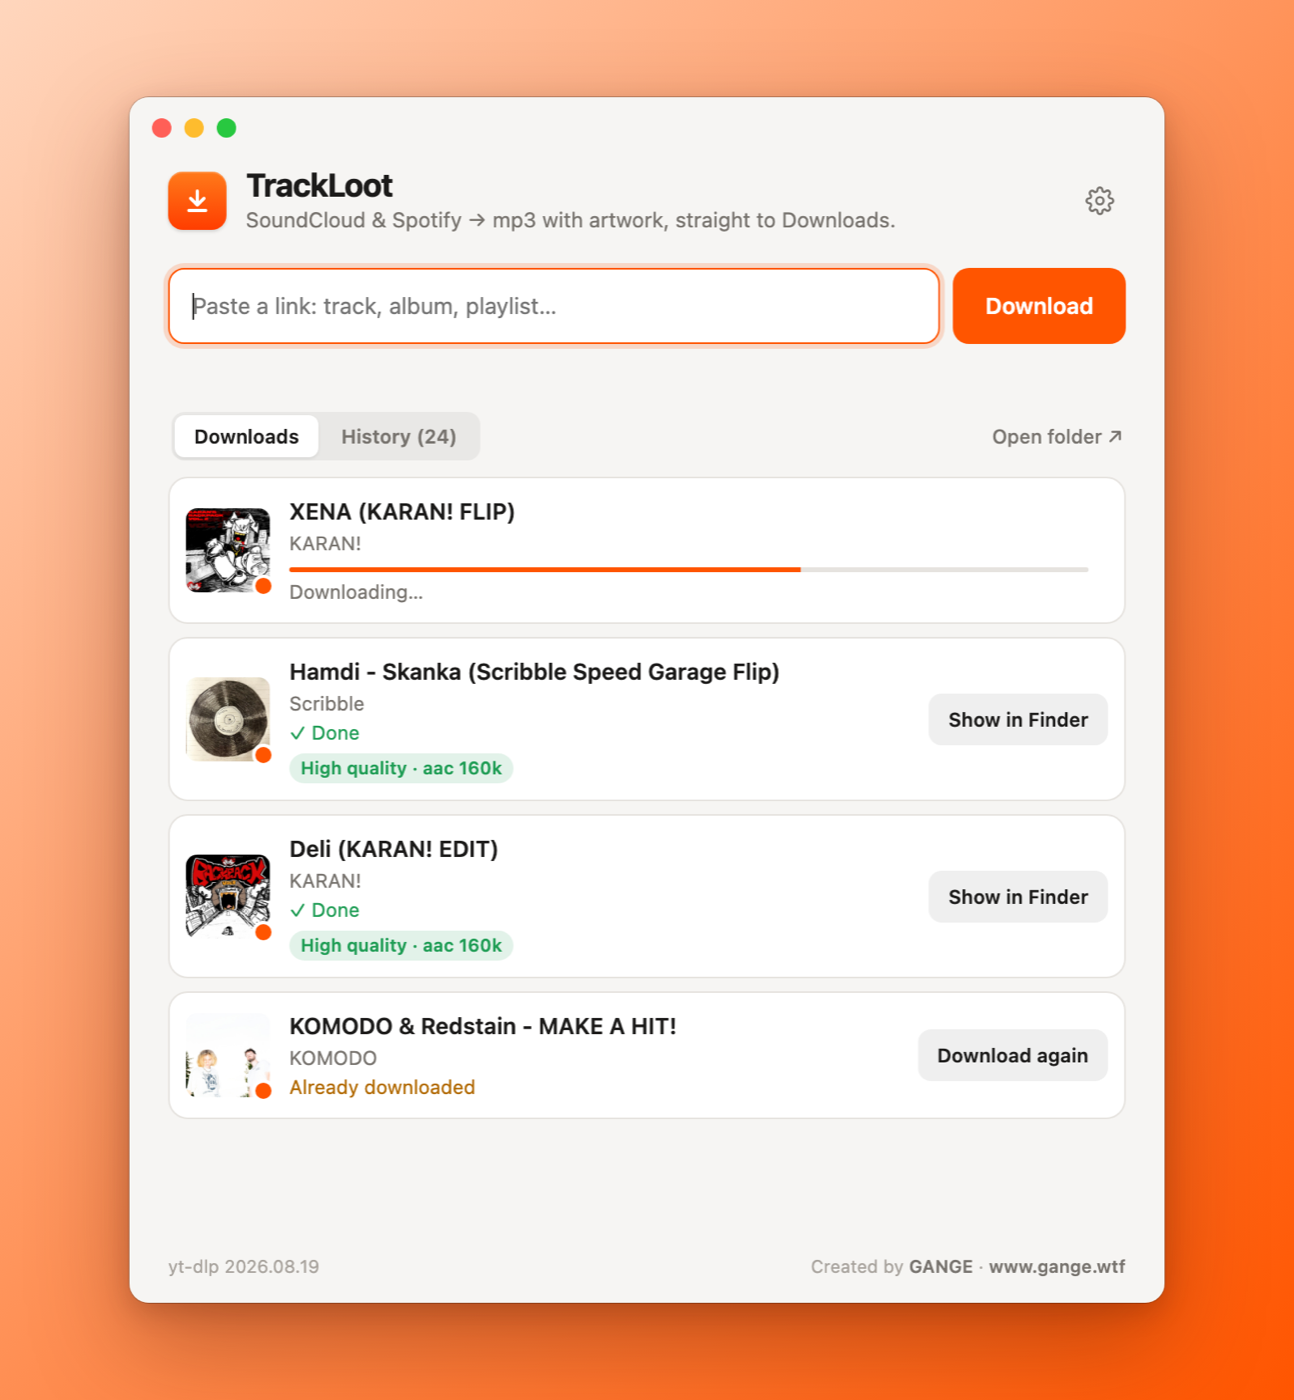 TrackLoot
SoundCloud & Spotify → mp3 with artwork, straight to Downloads.
Paste a link: track, album, playlist...
Download
Downloads
History (24)
Open folder ↗
XENA (KARAN! FLIP)
KARAN!
Downloading...
Hamdi - Skanka (Scribble Speed Garage Flip)
Scribble
✓ Done
High quality · aac 160k
Show in Finder
Deli (KARAN! EDIT)
KARAN!
✓ Done
High quality · aac 160k
Show in Finder
KOMODO & Redstain - MAKE A HIT!
KOMODO
Already downloaded
Download again
yt-dlp 2026.08.19
Created by GANGE · www.gange.wtf